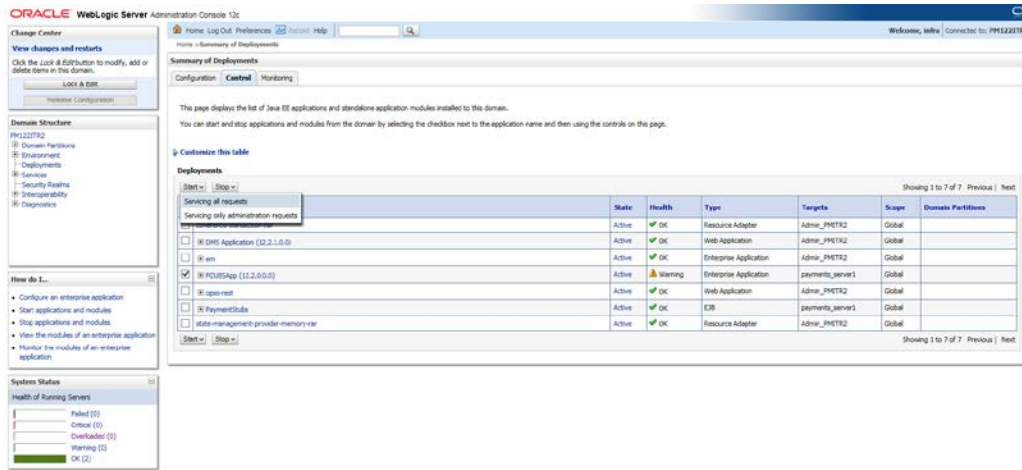 ORACLE WebLogic Server Administration Console 12c
Change Center
View changes and restarts
Click the Lock & Edit button to modify, add or
delete items in this domain.
Lock & Edit
Release Configuration
Domain Structure
PM122ITR2
Domain Partitions
Environment
Deployments
Services
Security Realms
Interoperability
Diagnostics
How do I...
Configure an enterprise application
Start applications and modules
Stop applications and modules
View the modules of an enterprise application
Monitor the modules of an enterprise
application
System Status
Health of Running Servers
Failed (0)
Critical (0)
Overloaded (0)
Warning (0)
OK (2)
Home Log Out Preferences Record Help
Welcome, infra Connected to: PM122ITR
Home >Summary of Deployments
Summary of Deployments
Configuration Control Monitoring
This page displays the list of Java EE applications and standalone application modules installed to this domain.
You can start and stop applications and modules from the domain by selecting the checkbox next to the application name and then using the controls on this page.
Customize this table
Deployments
Start Stop Showing 1 to 7 of 7 Previous | Next
Servicing all requests
Servicing only administration requests
State Health Type Targets Scope Domain Partitions
Active OK Resource Adapter Admin_PMITR2 Global
DMS Application (12.2.1.0.0) Active OK Web Application Admin_PMITR2 Global
em Active OK Enterprise Application Admin_PMITR2 Global
FCUBSApp (12.2.0.0.0) Active Warning Enterprise Application payments_server1 Global
opss-rest Active OK Web Application Admin_PMITR2 Global
PaymentStubs Active OK EJB payments_server1 Global
state-management-provider-memory-rar Active OK Resource Adapter Admin_PMITR2 Global
Start Stop Showing 1 to 7 of 7 Previous | Next